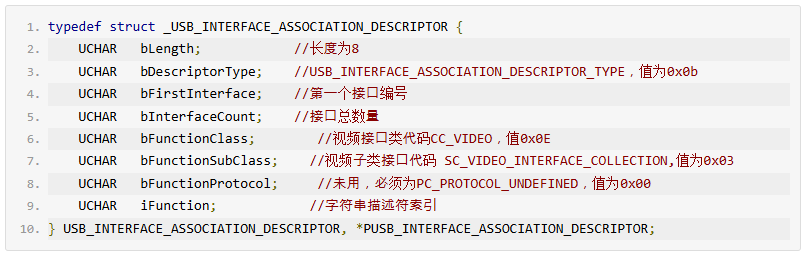 1. typedef struct _USB_INTERFACE_ASSOCIATION_DESCRIPTOR {
2. UCHAR bLength; //长度为8
3. UCHAR bDescriptorType; //USB_INTERFACE_ASSOCIATION_DESCRIPTOR_TYPE，值为0x0b
4. UCHAR bFirstInterface; //第一个接口编号
5. UCHAR bInterfaceCount; //接口总数量
6. UCHAR bFunctionClass; //视频接口类代码CC_VIDEO，值0x0E
7. UCHAR bFunctionSubClass; //视频子类接口代码 SC_VIDEO_INTERFACE_COLLECTION,值为0x03
8. UCHAR bFunctionProtocol; //未用，必须为PC_PROTOCOL_UNDEFINED，值为0x00
9. UCHAR iFunction; //字符串描述符索引
10. } USB_INTERFACE_ASSOCIATION_DESCRIPTOR, *PUSB_INTERFACE_ASSOCIATION_DESCRIPTOR;